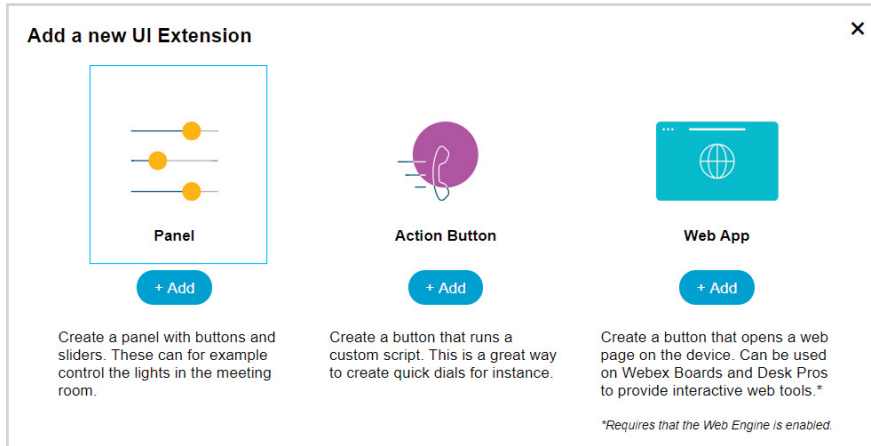 Add a new UI Extension
Panel
+ Add
Create a panel with buttons and
sliders. These can for example
control the lights in the meeting
room.
Action Button
+ Add
Create a button that runs a
custom script. This is a great way
to create quick dials for instance.
Web App
+ Add
Create a button that opens a web
page on the device. Can be used
on Webex Boards and Desk Pros
to provide interactive web tools.*
*Requires that the Web Engine is enabled.